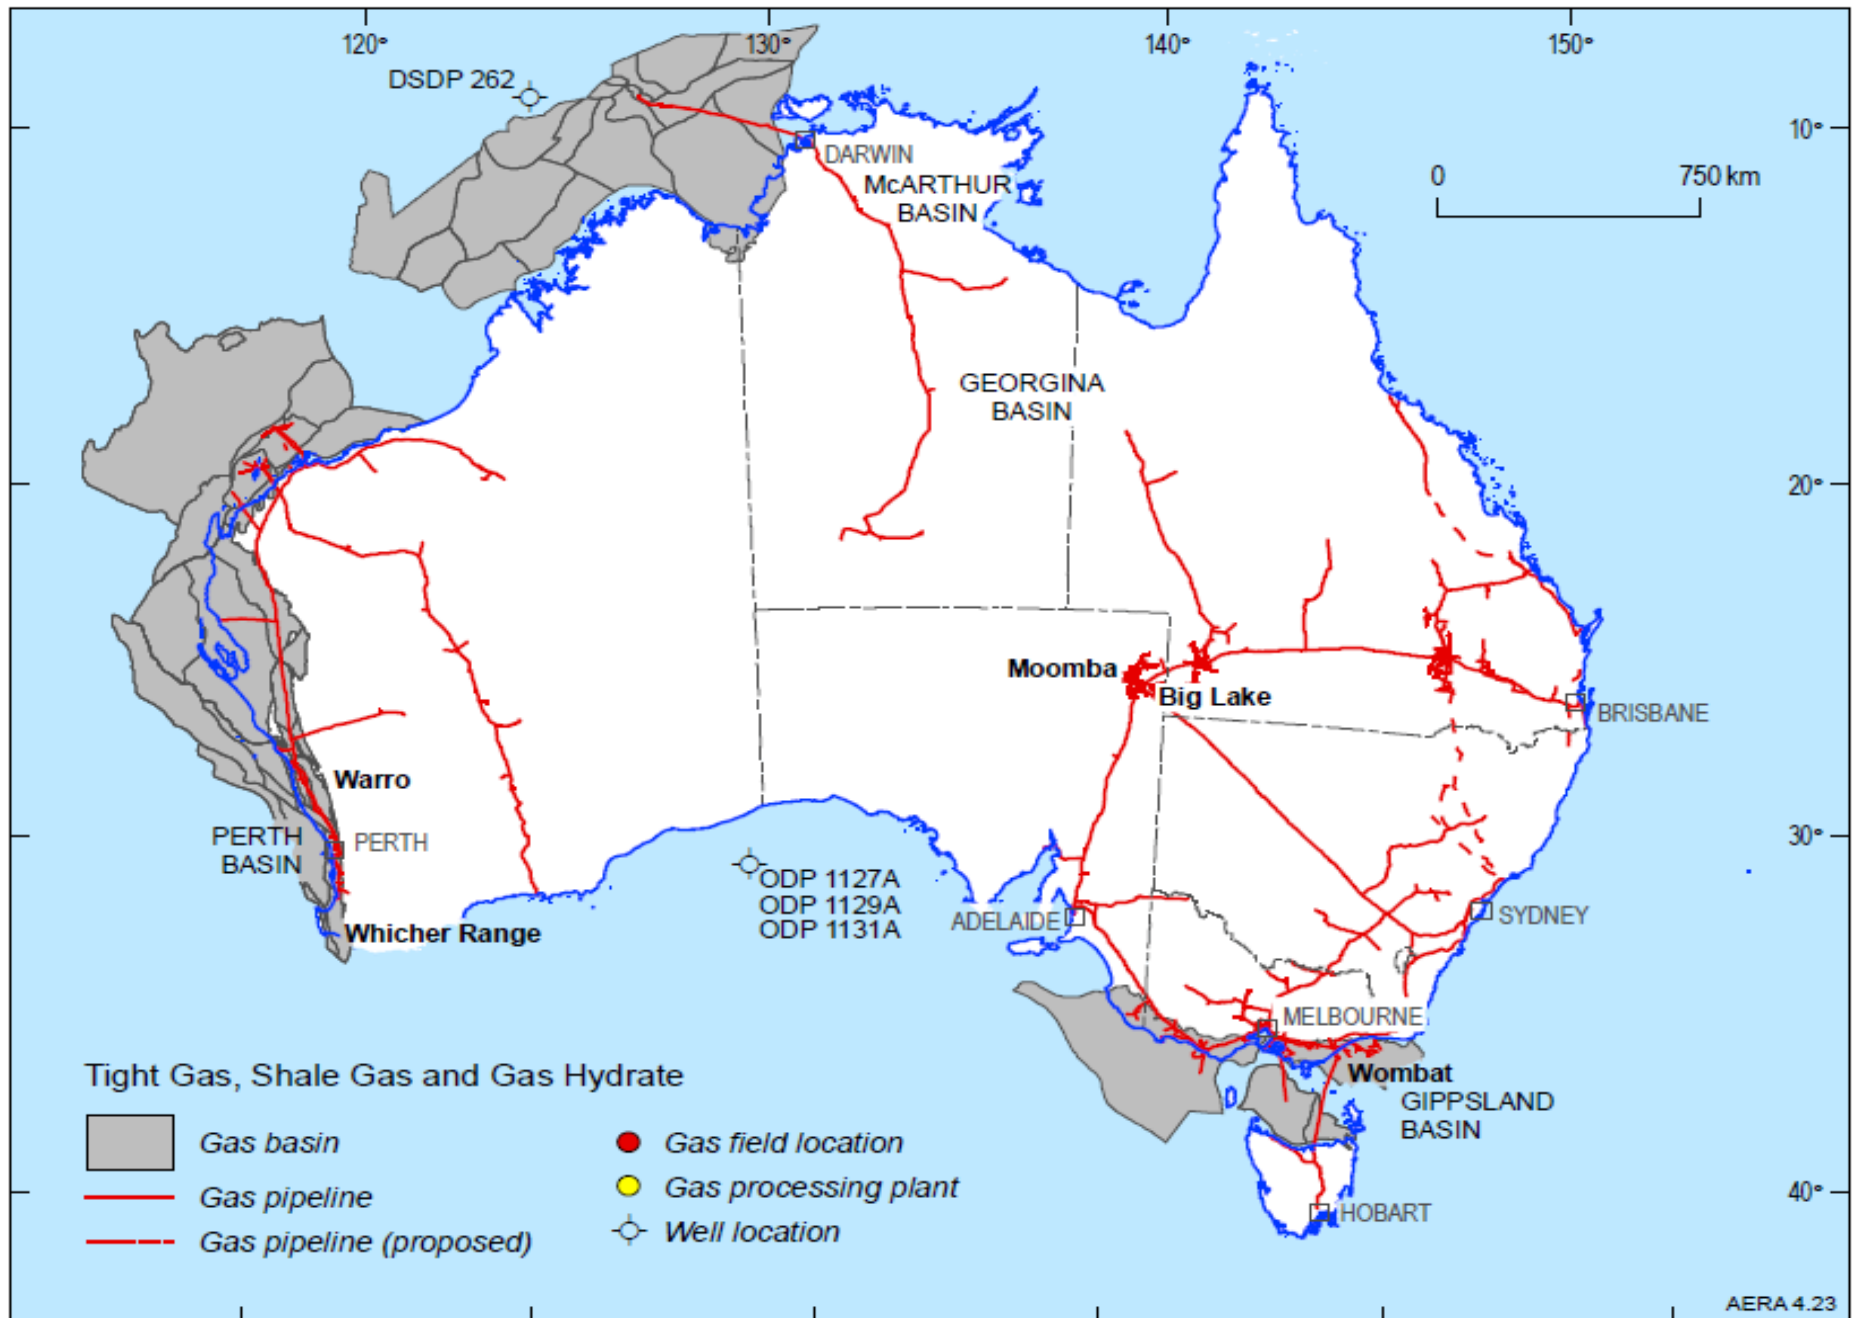 120°
130°
140°
150°
DSDP 262
10°
DARWIN
McARTHUR
BASIN
0
750 km
GEORGINA
BASIN
20°
Moomba
Big Lake
BRISBANE
Warro
PERTH
BASIN
PERTH
30°
ODP 1127A
ODP 1129A
ODP 1131A
ADELAIDE
SYDNEY
Whicher Range
MELBOURNE
Wombat
GIPPSLAND
BASIN
Tight Gas, Shale Gas and Gas Hydrate
Gas basin
Gas pipeline
Gas pipeline (proposed)
Gas field location
Gas processing plant
Well location
40°
HOBART
AERA 4.23